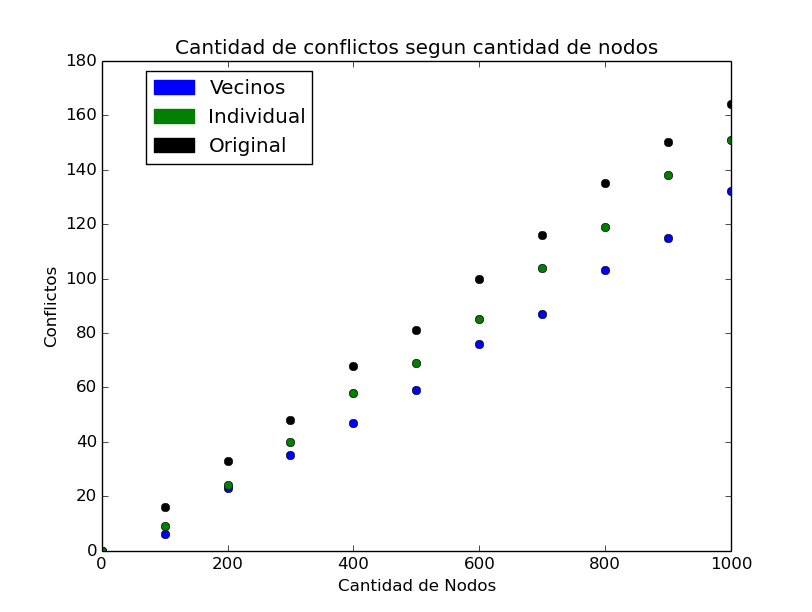 Cantidad de conflictos segun cantidad de nodos
Vecinos
Individual
Original
180
160
140
120
100
80
60
40
20
0
Conflictos
0 200 400 600 800 1000
Cantidad de Nodos